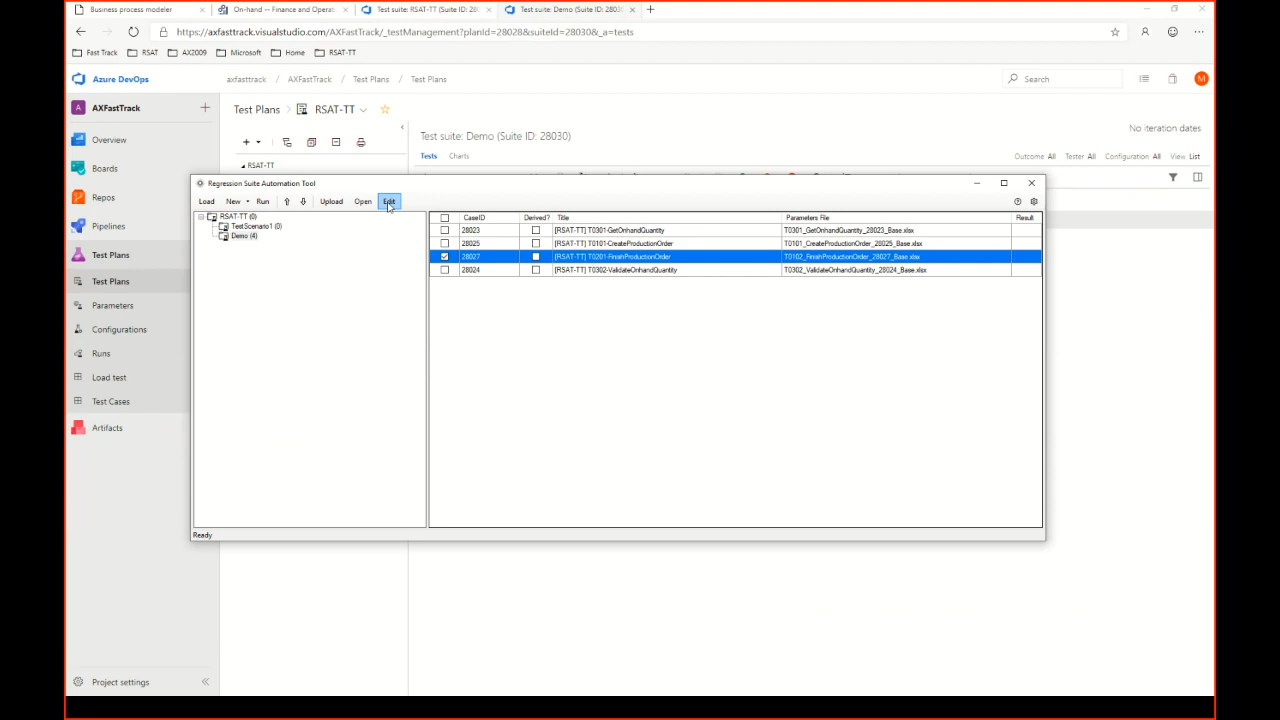 Business process modeler
On-hand -- Finance and Operat
Test suite: RSAT-TT (Suite ID: 280
Test suite: Demo (Suite ID: 28030)
https://axfasttrack.visualstudio.com/AXFastTrack/_testManagement?planId=28028&suiteId=28030&_a=tests
Fast Track RSAT AX2009 Microsoft Home RSAT-TT
Azure DevOps
axfasttrack / AXFastTrack / Test Plans / Test Plans
Search
M
A AXFastTrack
Test Plans RSAT-TT
Overview
Boards
Repos
Pipelines
Test Plans
Test Plans
Parameters
Configurations
Runs
Load test
Test Cases
Artifacts
Project settings
RSAT-TT
Test suite: Demo (Suite ID: 28030)
No iteration dates
Tests Charts
Outcome All Tester All Configuration All View List
Regression Suite Automation Tool
Load New Run Upload Open Edit
RSAT-TT (0)
TestScenario1 (0)
Demo (4)
CaseID Derived? Title Parameters File Result
28023 [RSAT-TT] T0301-GetOnhandQuantity T0301_GetOnhandQuantity_28023_Base.xlsx
28025 [RSAT-TT] T0101-CreateProductionOrder T0101_CreateProductionOrder_28025_Base.xlsx
28027 [RSAT-TT] T0201-FinishProductionOrder T0102_FinishProductionOrder_28027_Base.xlsx
28024 [RSAT-TT] T0302-ValidateOnhandQuantity T0302_ValidateOnhandQuantity_28024_Base.xlsx
Ready